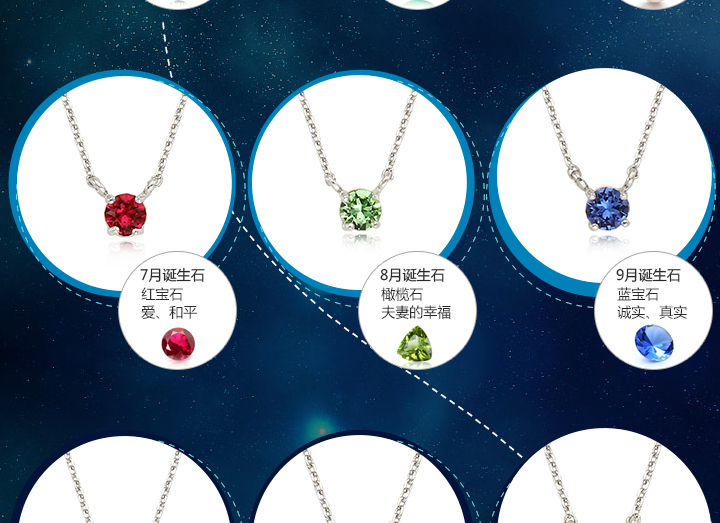 7月诞生石
红宝石
爱、和平
8月诞生石
橄榄石
夫妻的幸福
9月诞生石
蓝宝石
诚实、真实